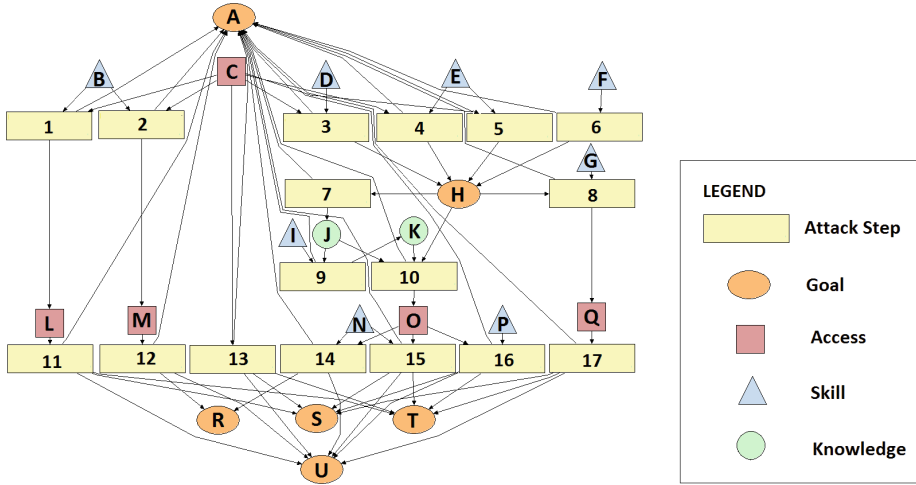 A
B
C
D
E
F
1
2
3
4
5
6
G
7
H
8
I
J
K
9
10
L
M
N
O
P
Q
11
12
13
14
15
16
17
R
S
T
U
LEGEND
Attack Step
Goal
Access
Skill
Knowledge